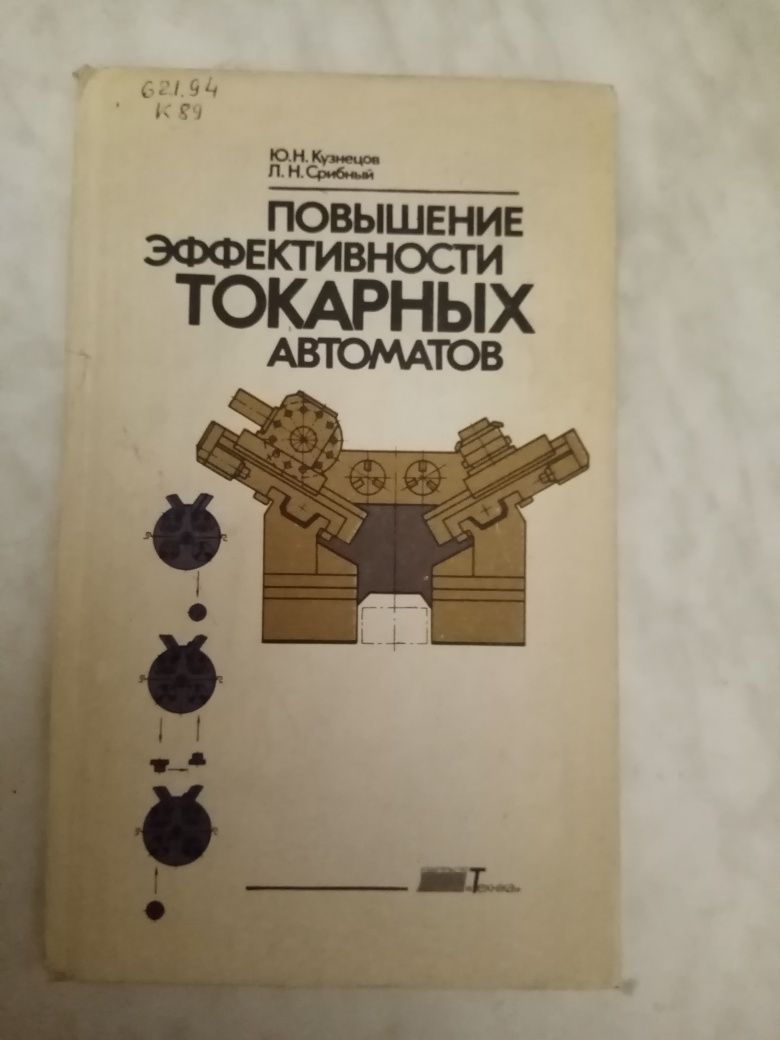 621.94
К 89
Ю.Н. Кузнецов
Л. Н. Срибный
ПОВЫШЕНИЕ
ЭФФЕКТИВНОСТИ
ТОКАРНЫХ
АВТОМАТОВ
«Техніка»